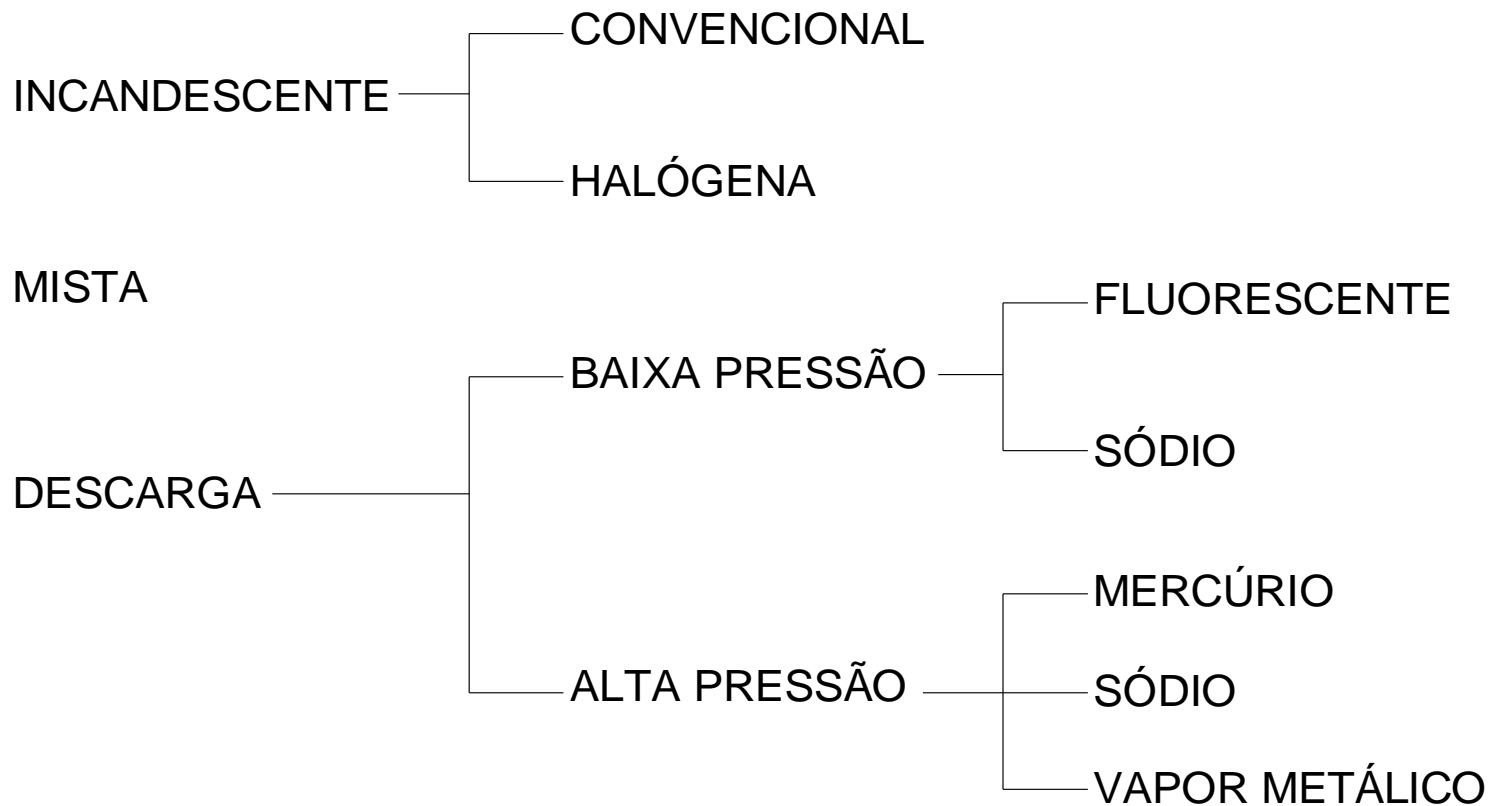 CONVENCIONAL
INCANDESCENTE
HALÓGENA
MISTA
FLUORESCENTE
BAIXA PRESSÃO
SÓDIO
DESCARGA
MERCÚRIO
ALTA PRESSÃO
SÓDIO
VAPOR METÁLICO